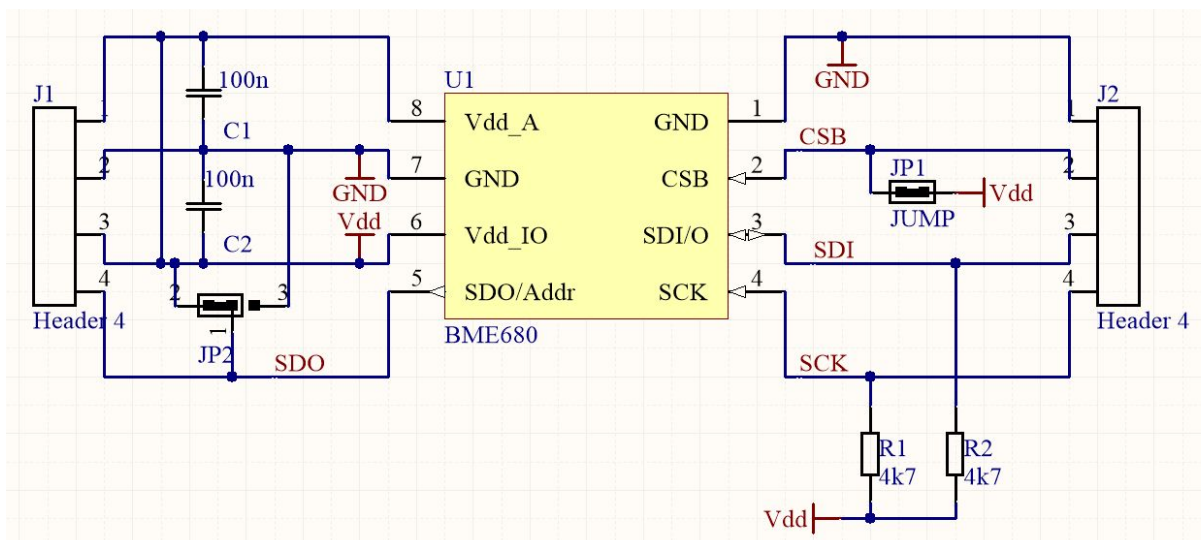 J1
1
2
3
4
Header 4
100n
C1
100n
C2
GND
Vdd
2
3
1
JP2
SDO
U1
8
Vdd_A
7
GND
6
Vdd_IO
5
SDO/Addr
GND
1
CSB
2
SDI/O
3
SCK
4
BME680
GND
CSB
JP1
JUMP
Vdd
SDI
SCK
R1
4k7
R2
4k7
Vdd
J2
1
2
3
4
Header 4